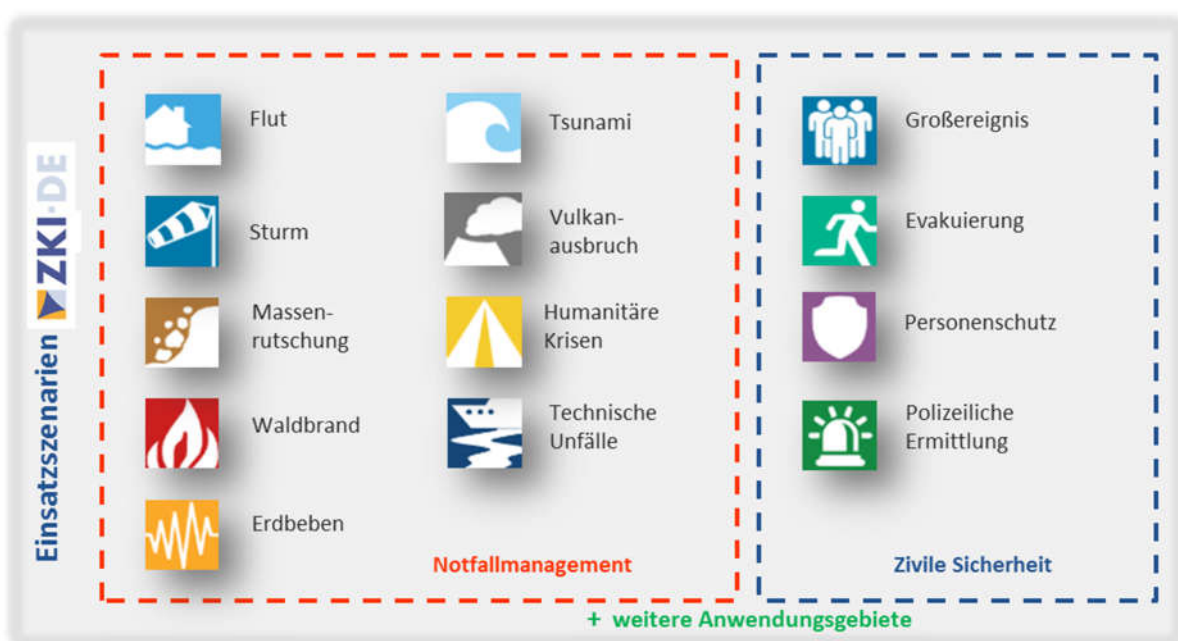 Einsatzszenarien ZKI·DE
Flut
Sturm
Massen-
rutschung
Waldbrand
Erdbeben
Tsunami
Vulkan-
ausbruch
Humanitäre
Krisen
Technische
Unfälle
Notfallmanagement
Großereignis
Evakuierung
Personenschutz
Polizeiliche
Ermittlung
Zivile Sicherheit
+ weitere Anwendungsgebiete